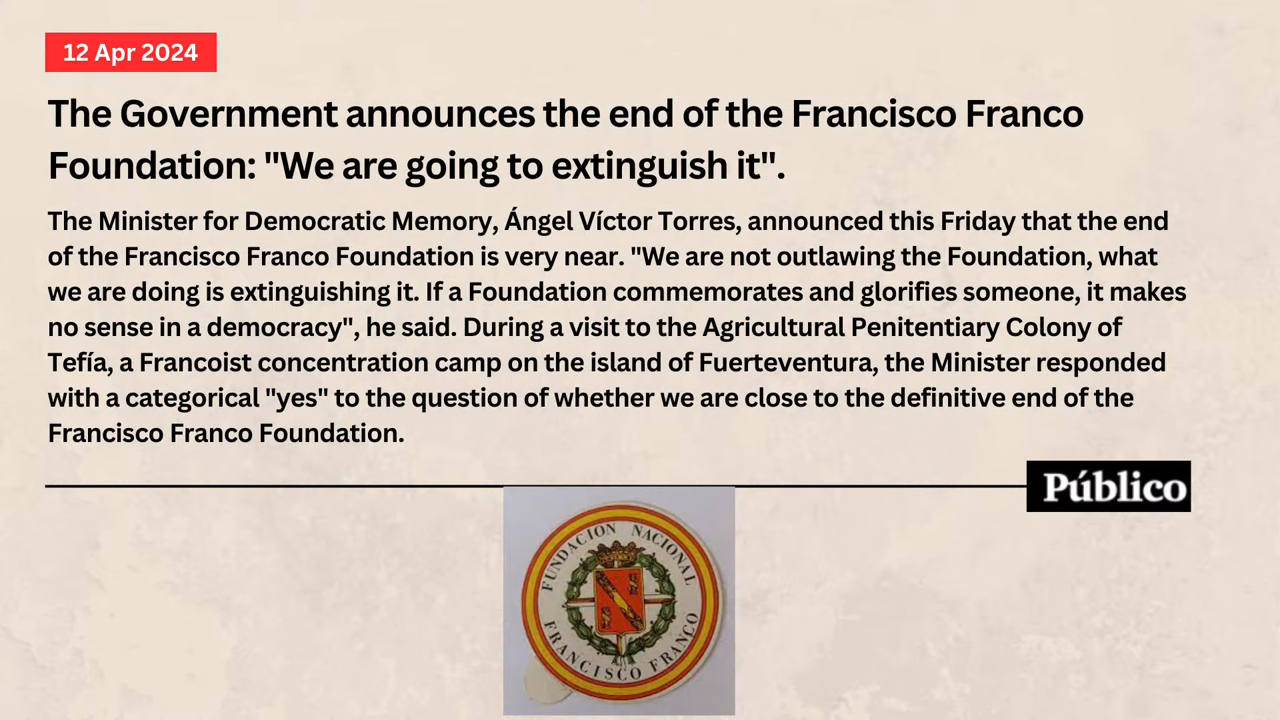 12 Apr 2024
The Government announces the end of the Francisco Franco
Foundation: "We are going to extinguish it".
The Minister for Democratic Memory, Ángel Víctor Torres, announced this Friday that the end
of the Francisco Franco Foundation is very near. "We are not outlawing the Foundation, what
we are doing is extinguishing it. If a Foundation commemorates and glorifies someone, it makes
no sense in a democracy", he said. During a visit to the Agricultural Penitentiary Colony of
Tefía, a Francoist concentration camp on the island of Fuerteventura, the Minister responded
with a categorical "yes" to the question of whether we are close to the definitive end of the
Francisco Franco Foundation.
Público
FUNDACION NACIONAL
FRANCISCO FRANCO